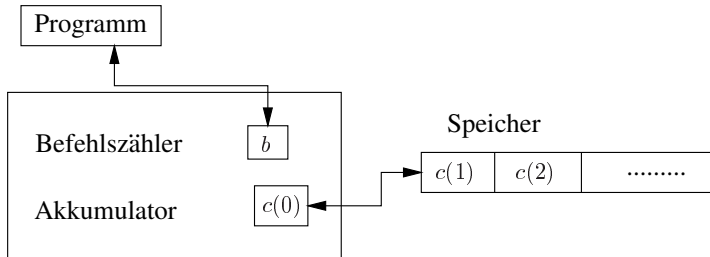 Programm
Speicher
Befehlszähler b
c(1) c(2) .........
Akkumulator c(0)